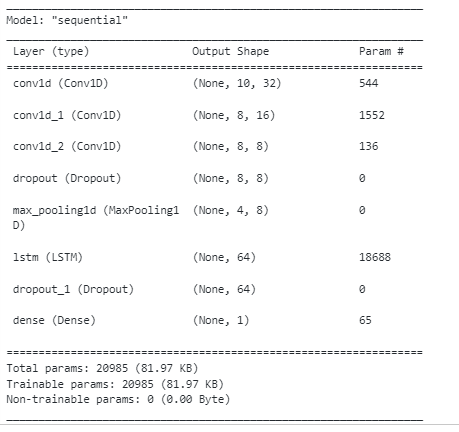 Model: "sequential"
Layer (type) Output Shape Param #
=================================================================
conv1d (Conv1D) (None, 10, 32) 544
conv1d_1 (Conv1D) (None, 8, 16) 1552
conv1d_2 (Conv1D) (None, 8, 8) 136
dropout (Dropout) (None, 8, 8) 0
max_pooling1d (MaxPooling1 (None, 4, 8) 0
D)
lstm (LSTM) (None, 64) 18688
dropout_1 (Dropout) (None, 64) 0
dense (Dense) (None, 1) 65
=================================================================
Total params: 20985 (81.97 KB)
Trainable params: 20985 (81.97 KB)
Non-trainable params: 0 (0.00 Byte)